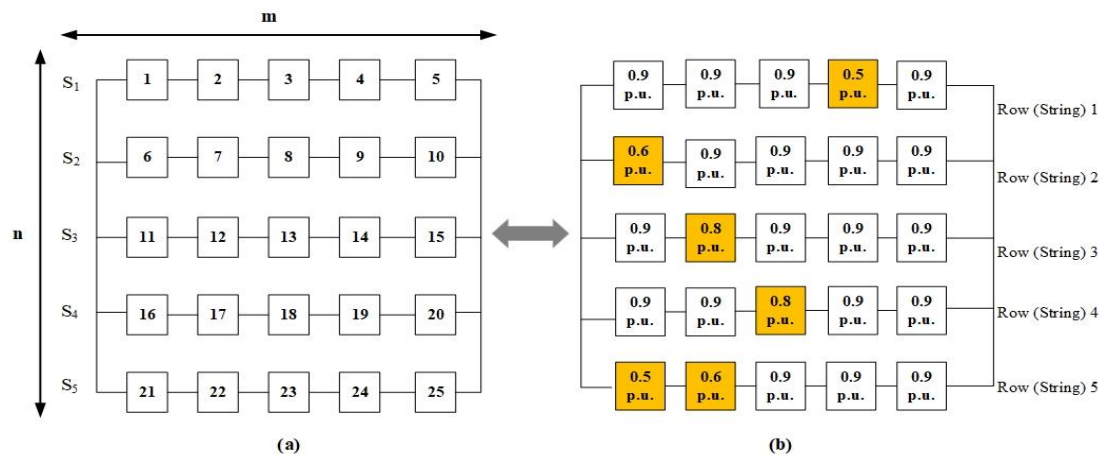 m
n
S1
1 2 3 4 5
S2
6 7 8 9 10
S3
11 12 13 14 15
S4
16 17 18 19 20
S5
21 22 23 24 25
(a)
0.9 0.9 0.9 0.5 0.9
p.u. p.u. p.u. p.u. p.u.
Row (String) 1
0.6 0.9 0.9 0.9 0.9
p.u. p.u. p.u. p.u. p.u.
Row (String) 2
0.9 0.8 0.9 0.9 0.9
p.u. p.u. p.u. p.u. p.u.
Row (String) 3
0.9 0.9 0.8 0.9 0.9
p.u. p.u. p.u. p.u. p.u.
Row (String) 4
0.5 0.6 0.9 0.9 0.9
p.u. p.u. p.u. p.u. p.u.
Row (String) 5
(b)